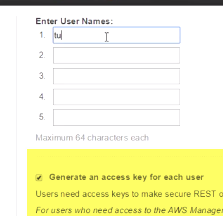 Enter User Names:
1. tu
2.
3.
4.
5.
Maximum 64 characters each
Generate an access key for each user
Users need access keys to make secure REST o
For users who need access to the AWS Manage